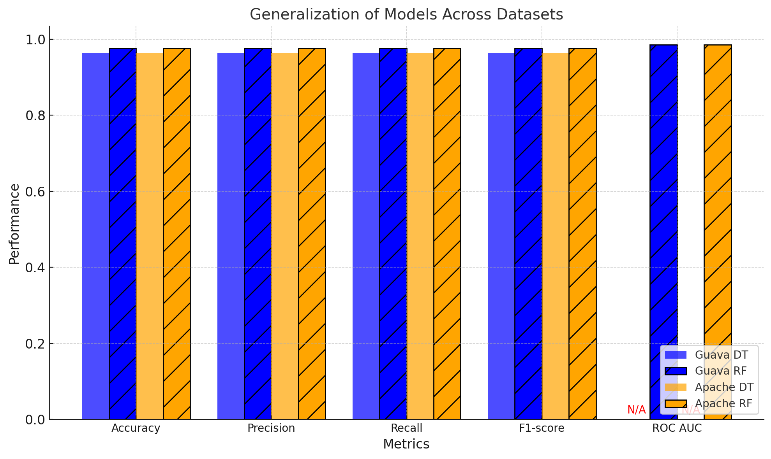 Generalization of Models Across Datasets
1.0
0.8
0.6
0.4
0.2
0.0
Performance
Guava DT
Guava RF
Apache DT
Apache RF
N/A
N/A
Accuracy
Precision
Recall
F1-score
ROC AUC
Metrics